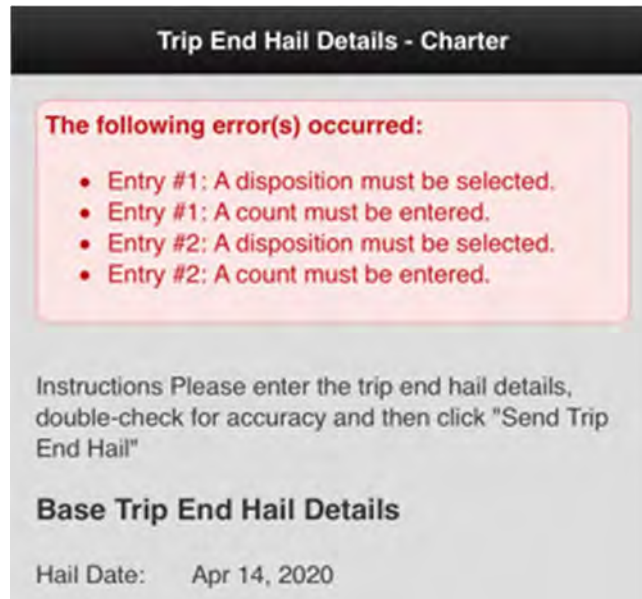 Trip End Hail Details - Charter
The following error(s) occurred:
• Entry #1: A disposition must be selected.
• Entry #1: A count must be entered.
• Entry #2: A disposition must be selected.
• Entry #2: A count must be entered.
Instructions Please enter the trip end hail details,
double-check for accuracy and then click "Send Trip
End Hail"
Base Trip End Hail Details
Hail Date: Apr 14, 2020